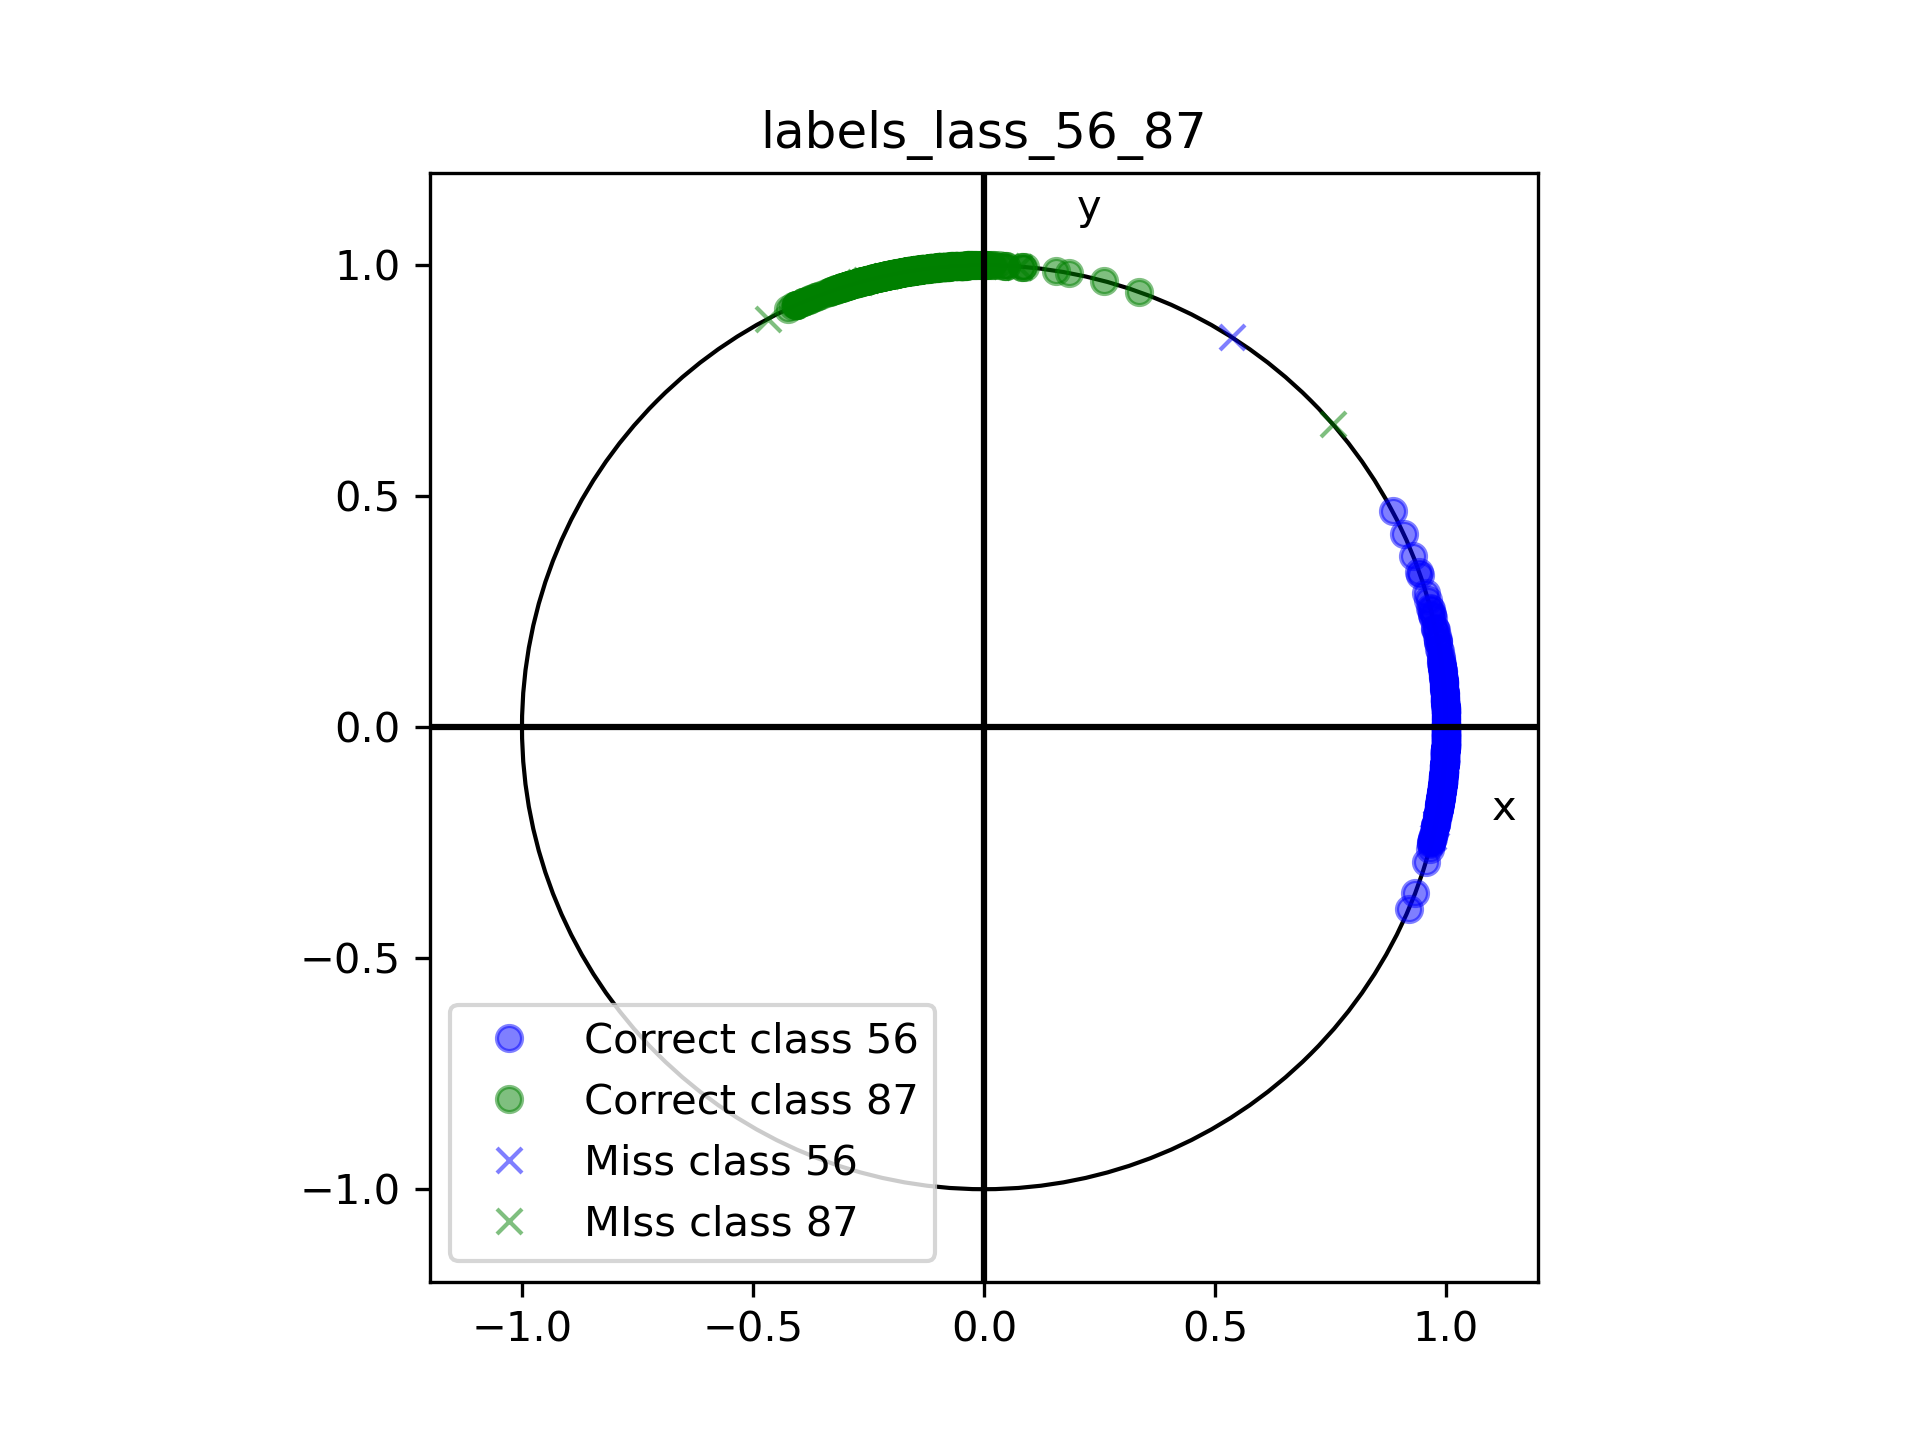 labels_lass_56_87
y
1.0
0.5
0.0
x
−0.5
−1.0
Correct class 56
Correct class 87
Miss class 56
MIss class 87
−1.0 −0.5 0.0 0.5 1.0